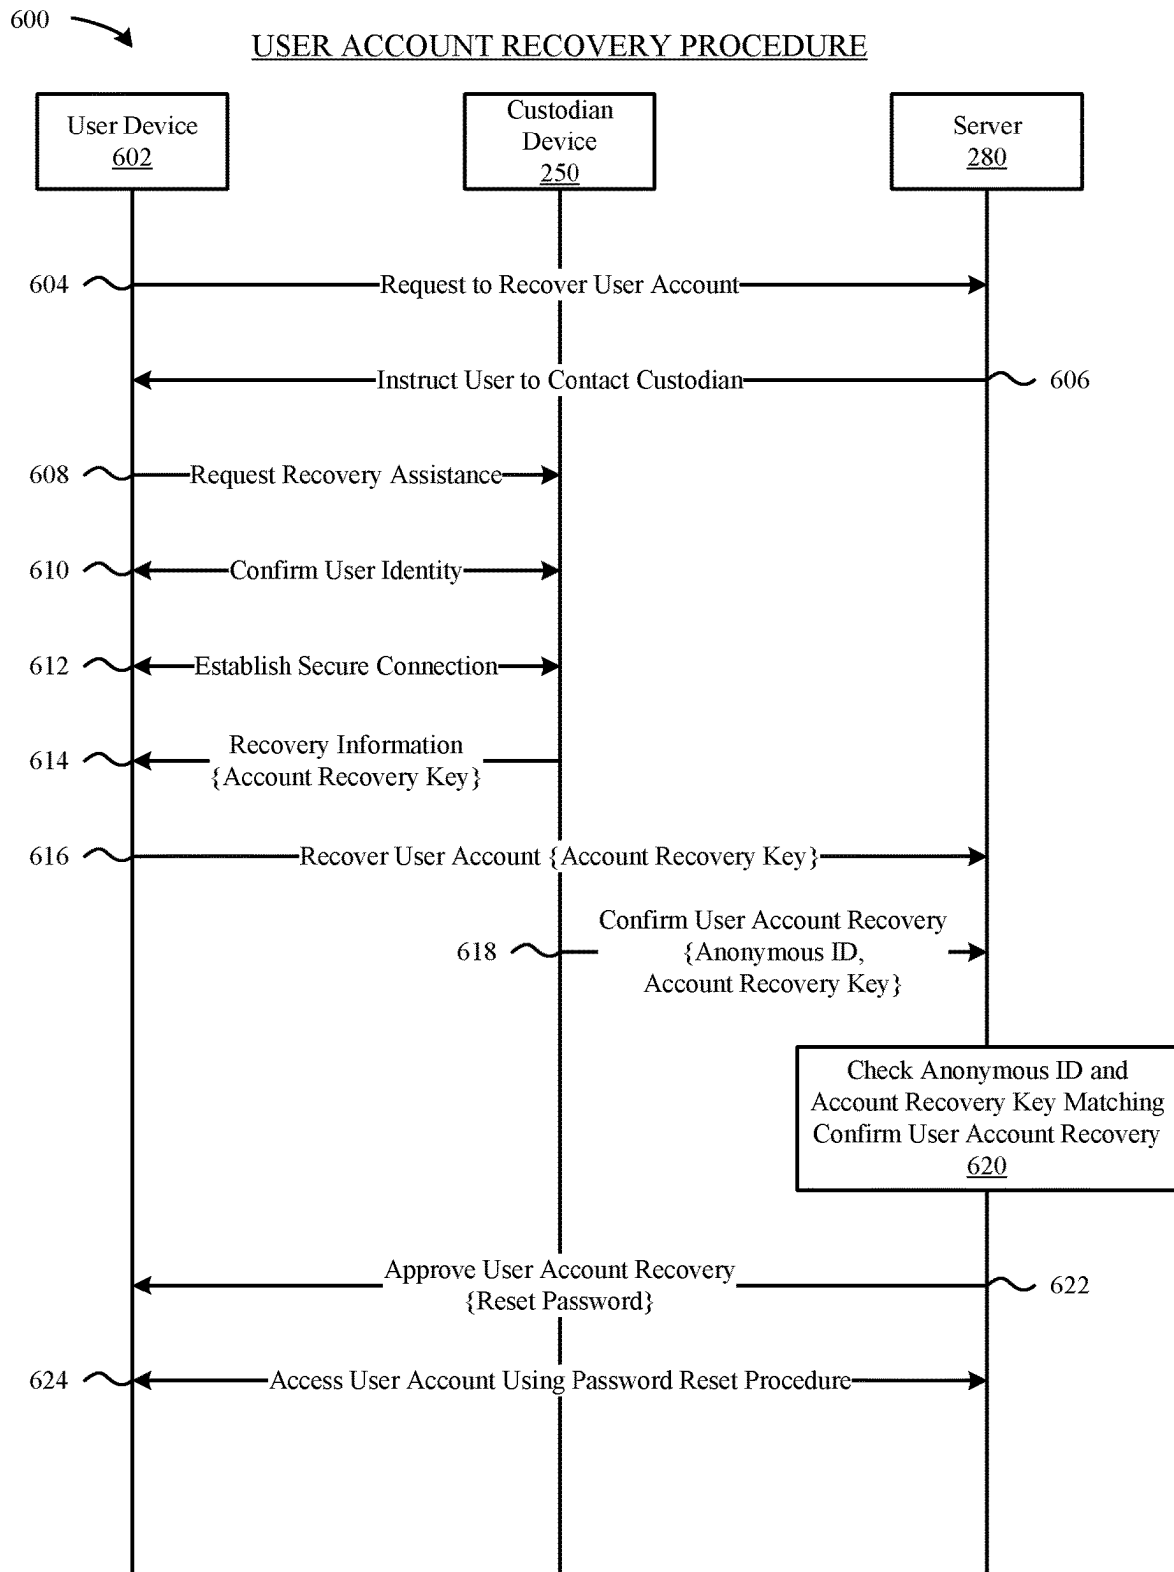 600
USER ACCOUNT RECOVERY PROCEDURE
User Device
602
Custodian
Device
250
Server
280
604
Request to Recover User Account
Instruct User to Contact Custodian
606
608
Request Recovery Assistance
610
Confirm User Identity
612
Establish Secure Connection
614
Recovery Information
{Account Recovery Key}
616
Recover User Account {Account Recovery Key}
618
Confirm User Account Recovery
{Anonymous ID,
Account Recovery Key}
Check Anonymous ID and
Account Recovery Key Matching
Confirm User Account Recovery
620
Approve User Account Recovery
{Reset Password}
622
624
Access User Account Using Password Reset Procedure